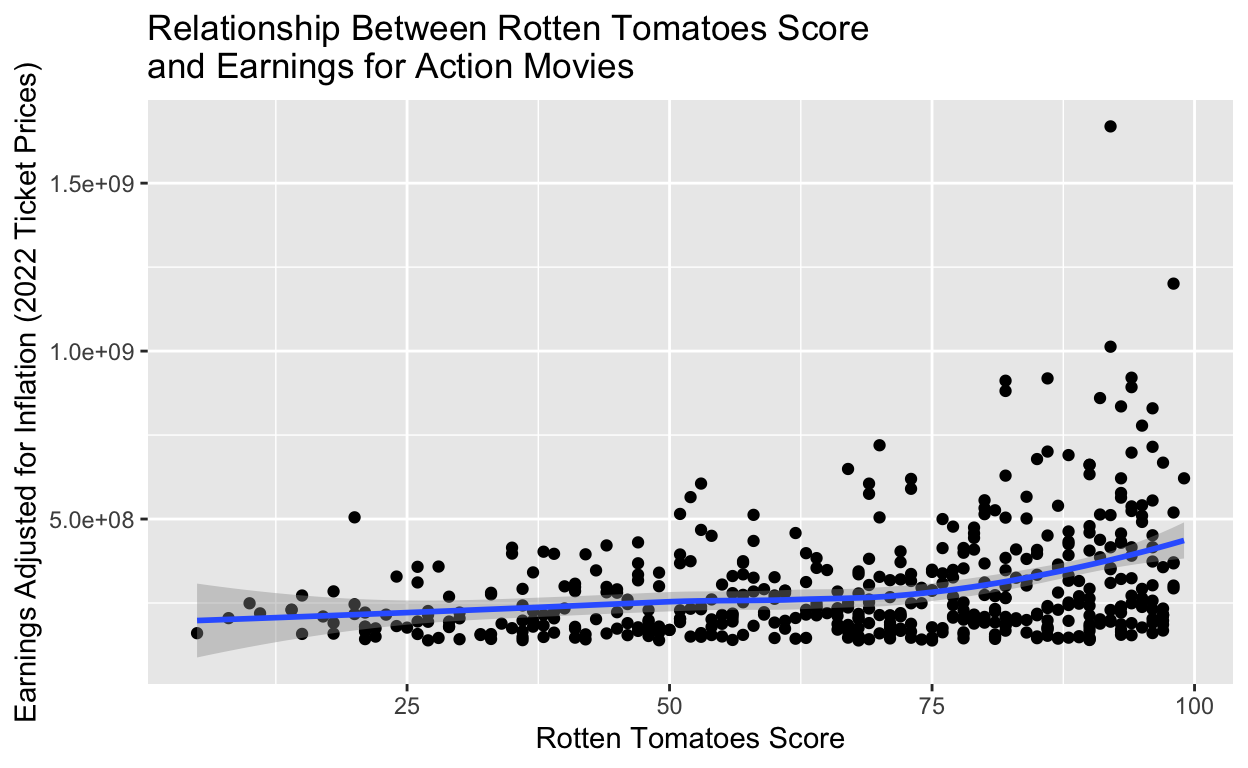 Relationship Between Rotten Tomatoes Score
and Earnings for Action Movies
Earnings Adjusted for Inflation (2022 Ticket Prices)
1.5e+09
1.0e+09
5.0e+08
25
50
75
100
Rotten Tomatoes Score